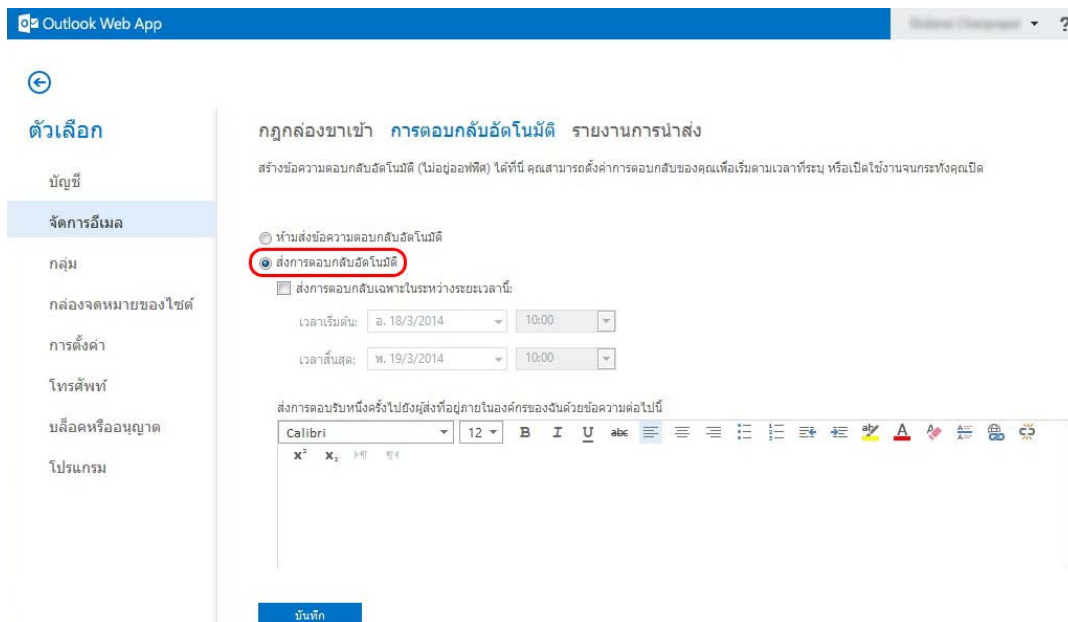 Outlook Web App
?
ตัวเลือก
บัญชี
จัดการอีเมล
กลุ่ม
กล่องจดหมายของไซต์
การตั้งค่า
โทรศัพท์
บล็อคหรืออนุญาต
โปรแกรม
กฎกล่องขาเข้า การตอบกลับอัตโนมัติ รายงานการนำส่ง
สร้างข้อความตอบกลับอัตโนมัติ (ไม่อยู่ออฟฟิศ) ได้ที่นี่ คุณสามารถตั้งค่าการตอบกลับของคุณเพื่อเริ่มตามเวลาที่ระบุ หรือเปิดใช้งานจนกระทั่งคุณปิด
ห้ามส่งข้อความตอบกลับอัตโนมัติ
ส่งการตอบกลับอัตโนมัติ
ส่งการตอบกลับเฉพาะในระหว่างระยะเวลานี้:
เวลาเริ่มต้น: อ. 18/3/2014 10:00
เวลาสิ้นสุด: พ. 19/3/2014 10:00
ส่งการตอบรับหนึ่งครั้งไปยังผู้ส่งที่อยู่ภายในองค์กรของฉันด้วยข้อความต่อไปนี้
Calibri 12 B I U abc ab A
X² X₂
บันทึก